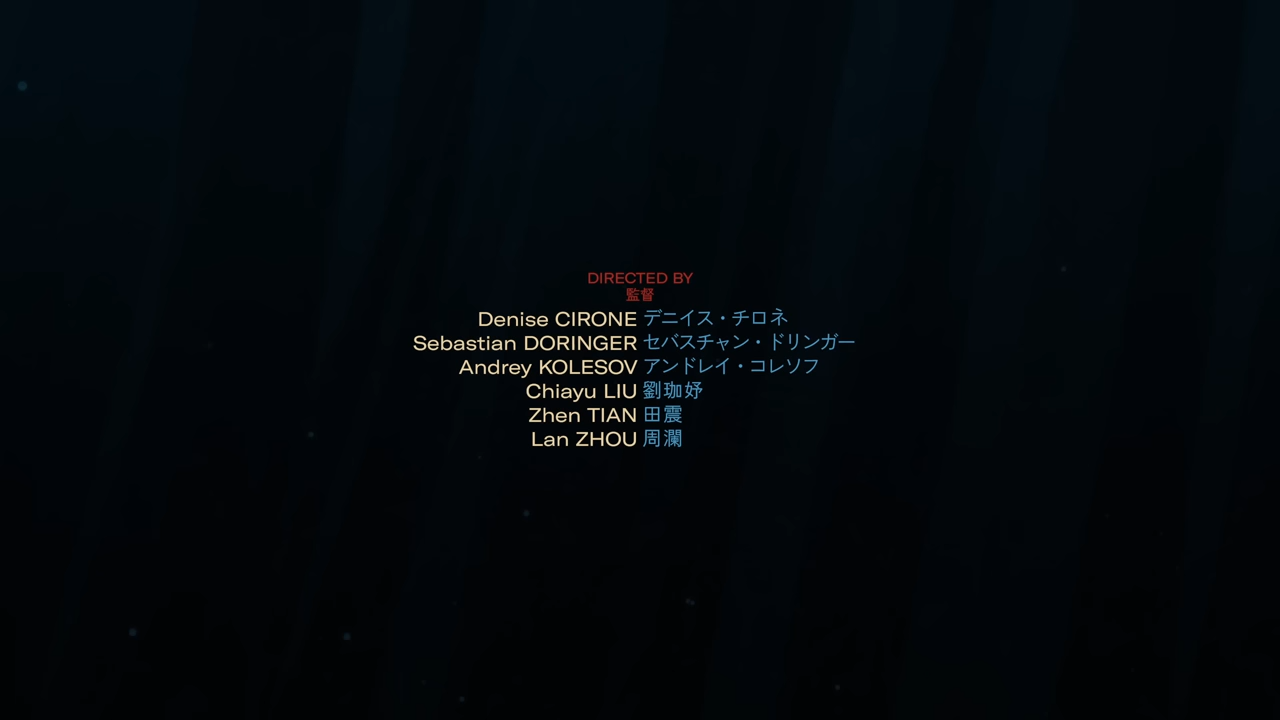 DIRECTED BY
監督
Denise CIRONE デニイス・チロネ
Sebastian DORINGER セバスチャン・ドリンガー
Andrey KOLESOV アンドレイ・コレソフ
Chiayu LIU 劉珈妤
Zhen TIAN 田震
Lan ZHOU 周瀾